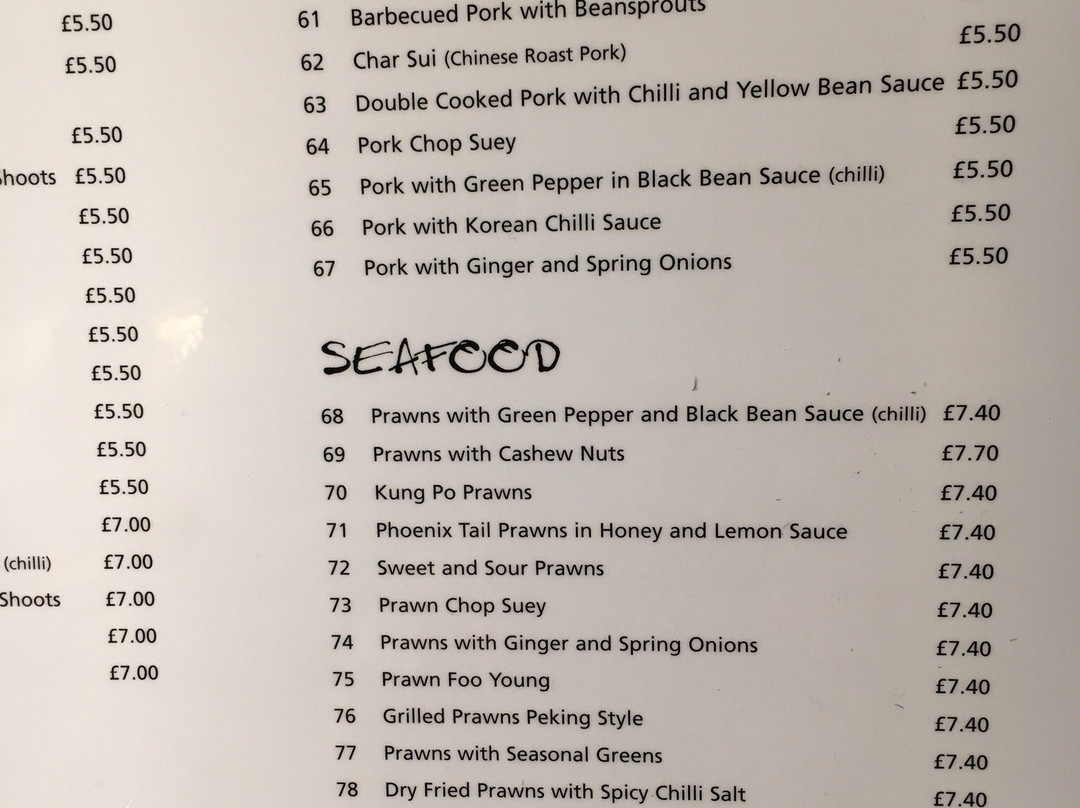 £5.50
£5.50
£5.50
Shoots £5.50
£5.50
£5.50
£5.50
£5.50
£5.50
£5.50
£5.50
£5.50
£7.00
(chilli) £7.00
Shoots £7.00
£7.00
£7.00
61 Barbecued Pork with Beansprouts
62 Char Sui (Chinese Roast Pork) £5.50
63 Double Cooked Pork with Chilli and Yellow Bean Sauce £5.50
64 Pork Chop Suey £5.50
65 Pork with Green Pepper in Black Bean Sauce (chilli) £5.50
66 Pork with Korean Chilli Sauce £5.50
67 Pork with Ginger and Spring Onions £5.50
SEAFOOD
68 Prawns with Green Pepper and Black Bean Sauce (chilli) £7.40
69 Prawns with Cashew Nuts £7.70
70 Kung Po Prawns £7.40
71 Phoenix Tail Prawns in Honey and Lemon Sauce £7.40
72 Sweet and Sour Prawns £7.40
73 Prawn Chop Suey £7.40
74 Prawns with Ginger and Spring Onions £7.40
75 Prawn Foo Young £7.40
76 Grilled Prawns Peking Style £7.40
77 Prawns with Seasonal Greens £7.40
78 Dry Fried Prawns with Spicy Chilli Salt £7.40